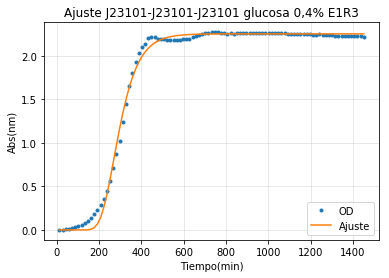 Ajuste J23101-J23101-J23101 glucosa 0,4% E1R3
Abs(nm)
2.0
1.5
1.0
0.5
0.0
OD
Ajuste
0 200 400 600 800 1000 1200 1400
Tiempo(min)